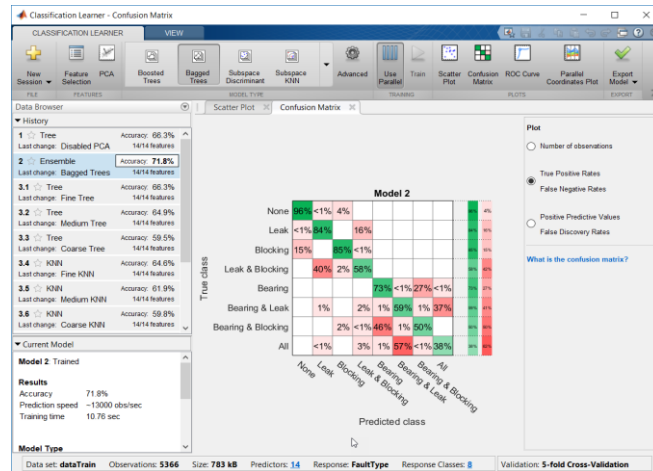 Classification Learner - Confusion Matrix
CLASSIFICATION LEARNER VIEW
New Session Feature Selection PCA Boosted Trees Bagged Trees Subspace Discriminant Subspace KNN Advanced Use Parallel Train Scatter Plot Confusion Matrix ROC Curve Parallel Coordinates Plot Export Model
FILE FEATURES MODEL TYPE TRAINING PLOTS EXPORT
Data Browser
History
1 Tree Accuracy: 66.3%
Last change: Disabled PCA 14/14 features
2 Ensemble Accuracy: 71.8%
Last change: Bagged Trees 14/14 features
3.1 Tree Accuracy: 66.3%
Last change: Fine Tree 14/14 features
3.2 Tree Accuracy: 64.9%
Last change: Medium Tree 14/14 features
3.3 Tree Accuracy: 59.5%
Last change: Coarse Tree 14/14 features
3.4 KNN Accuracy: 64.6%
Last change: Fine KNN 14/14 features
3.5 KNN Accuracy: 61.9%
Last change: Medium KNN 14/14 features
3.6 KNN Accuracy: 59.8%
Last change: Coarse KNN 14/14 features
Current Model
Model 2: Trained
Results
Accuracy 71.8%
Prediction speed ~13000 obs/sec
Training time 10.76 sec
Model Type
Scatter Plot Confusion Matrix
Model 2
True class
None 96% <1% 4%
Leak <1% 84% 16%
Blocking 15% 85% <1%
Leak & Blocking 40% 2% 58%
Bearing 73% <1% 27% <1%
Bearing & Leak 1% 2% 1% 59% 1% 37%
Bearing & Blocking 2% <1% 46% 1% 50%
All <1% 3% 1% 57% <1% 38%
None
Leak
Blocking
Leak & Blocking
Bearing
Bearing & Leak
Bearing & Blocking
All
Predicted class
Plot
Number of observations
True Positive Rates
False Negative Rates
Positive Predictive Values
False Discovery Rates
What is the confusion matrix?
Data set: dataTrain Observations: 5366 Size: 783 kB Predictors: 14 Response: FaultType Response Classes: 8 Validation: 5-fold Cross-Validation